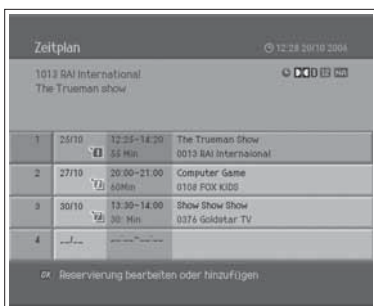 Zeitplan
12:28 20/10 2004
1013 RAI International
The Trueman show
1 25/10 12:25~14:20 The Trueman Show
55 Min 0013 RAI Internaional
2 27/10 20:00~21:00 Computer Game
60Min 0108 FOX KIDS
3 30/10 13:30~14:00 Show Show Show
30: Min 0376 Goldstar TV
4 --/-- --:--~--:--
OK Reservierung bearbeiten oder hinzufügen